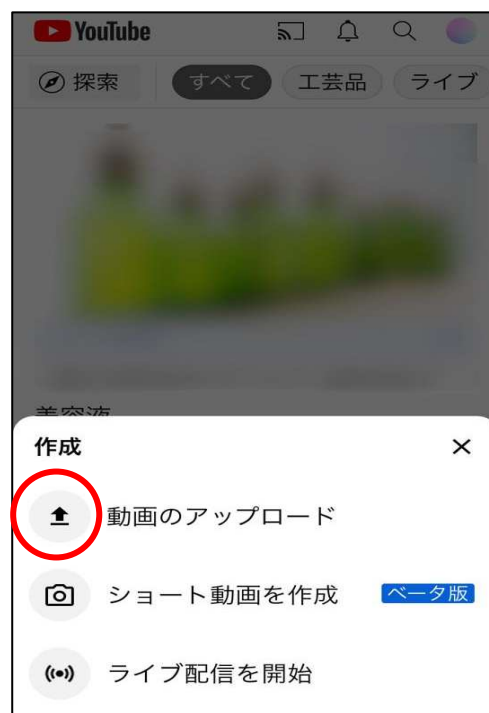 YouTube
探索 すべて 工芸品 ライブ
美容液
作成
動画のアップロード
ショート動画を作成 ベータ版
ライブ配信を開始